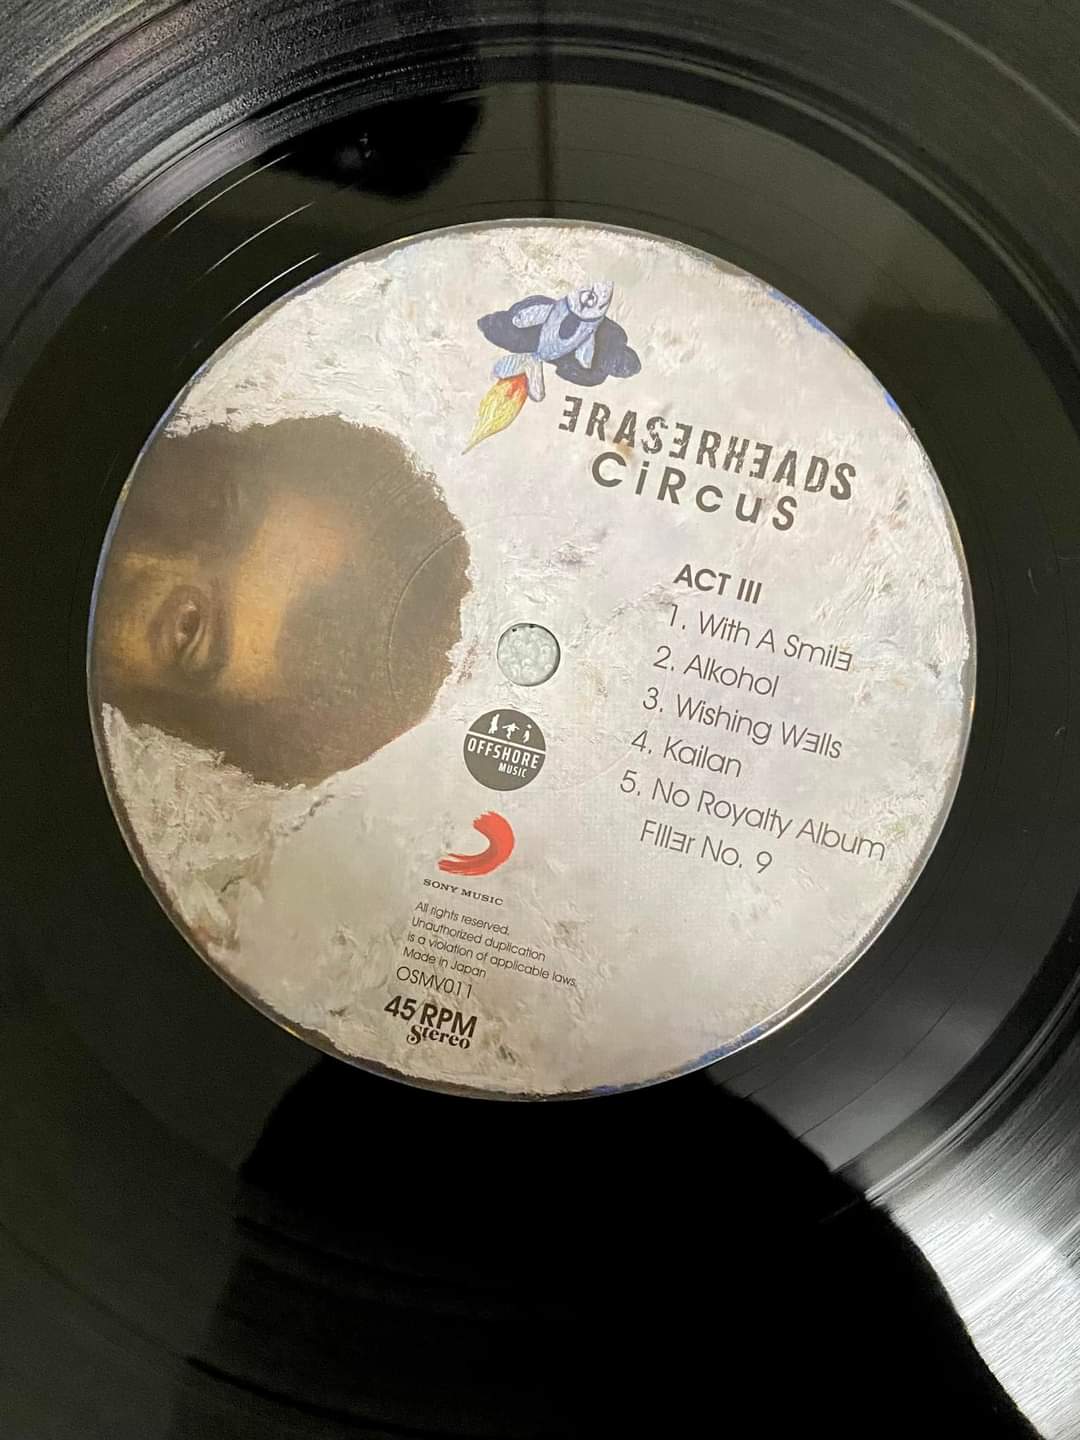 ƎRASƎRHƎADS
CiRcuS
ACT III
1. With A SmilƎ
2. Alkohol
3. Wishing WƎlls
4. Kailan
5. No Royalty Album
FillƎr No. 9
OFFSHORE
MUSIC
SONY MUSIC
All rights reserved.
Unauthorized duplication
is a violation of applicable laws.
Made in Japan
OSMV011
45 RPM
Stereo